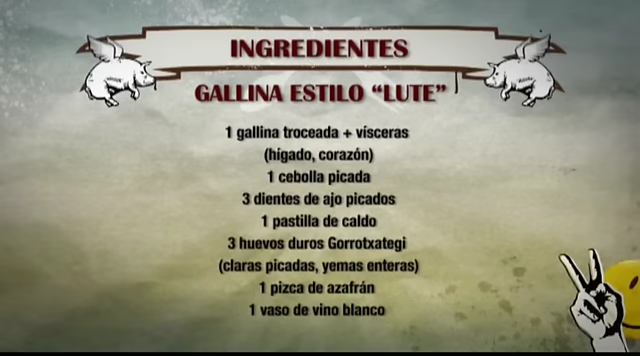 INGREDIENTES
GALLINA ESTILO “LUTE”
1 gallina troceada + vísceras
(hígado, corazón)
1 cebolla picada
3 dientes de ajo picados
1 pastilla de caldo
3 huevos duros Gorrotxategi
(claras picadas, yemas enteras)
1 pizca de azafrán
1 vaso de vino blanco